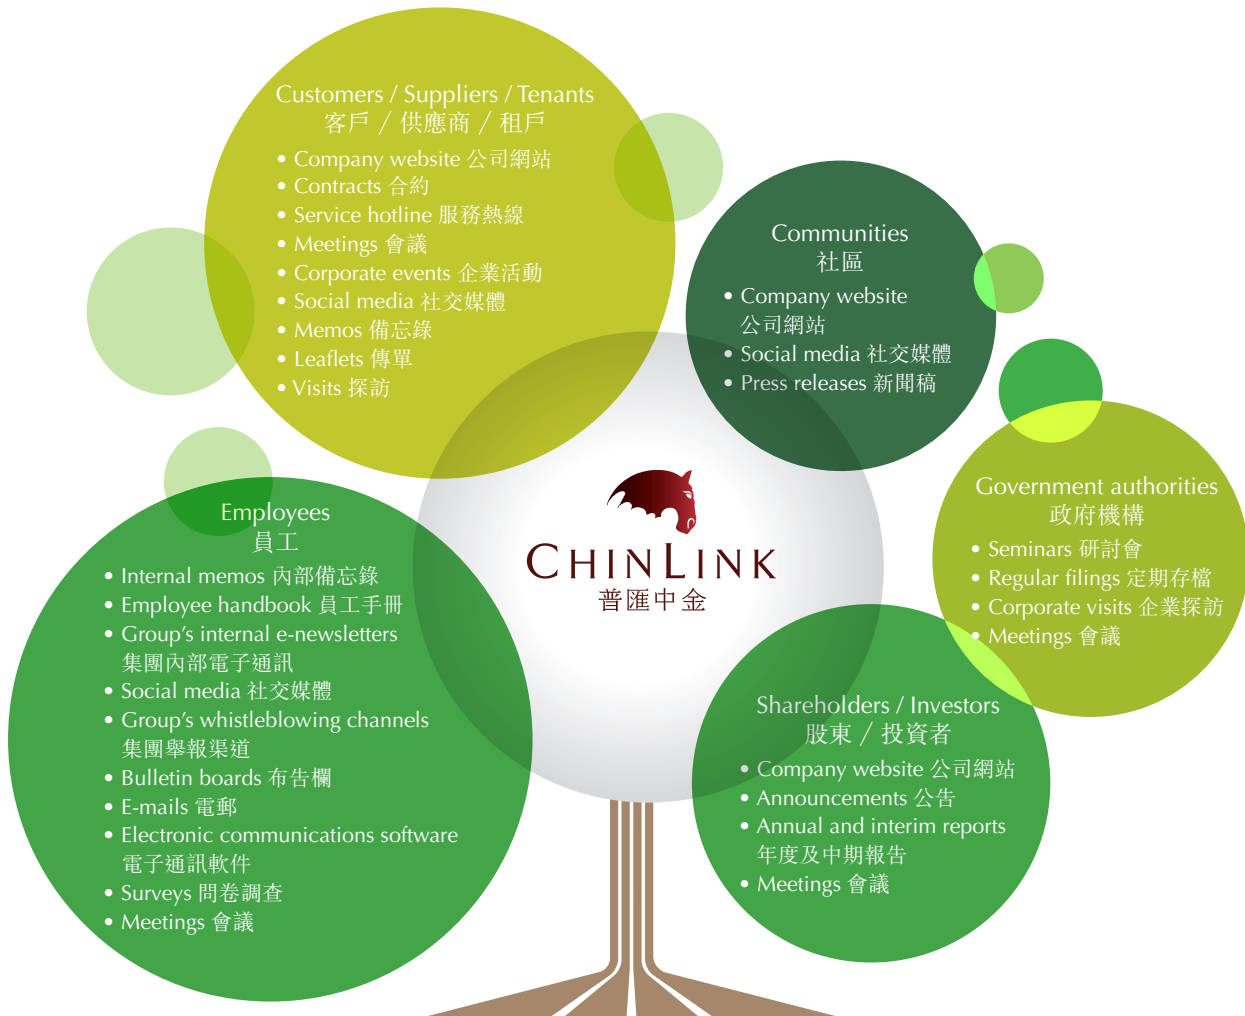 Customers / Suppliers / Tenants
客戶 / 供應商 / 租戶
• Company website 公司網站
• Contracts 合約
• Service hotline 服務熱線
• Meetings 會議
• Corporate events 企業活動
• Social media 社交媒體
• Memos 備忘錄
• Leaflets 傳單
• Visits 探訪
Communities
社區
• Company website
公司網站
• Social media 社交媒體
• Press releases 新聞稿
Government authorities
政府機構
• Seminars 研討會
• Regular filings 定期存檔
• Corporate visits 企業探訪
• Meetings 會議
CHINLINK
普匯中金
Employees
員工
• Internal memos 內部備忘錄
• Employee handbook 員工手冊
• Group's internal e-newsletters
集團內部電子通訊
• Social media 社交媒體
• Group's whistleblowing channels
集團舉報渠道
• Bulletin boards 布告欄
• E-mails 電郵
• Electronic communications software
電子通訊軟件
• Surveys 問卷調查
• Meetings 會議
Shareholders / Investors
股東 / 投資者
• Company website 公司網站
• Announcements 公告
• Annual and interim reports
年度及中期報告
• Meetings 會議